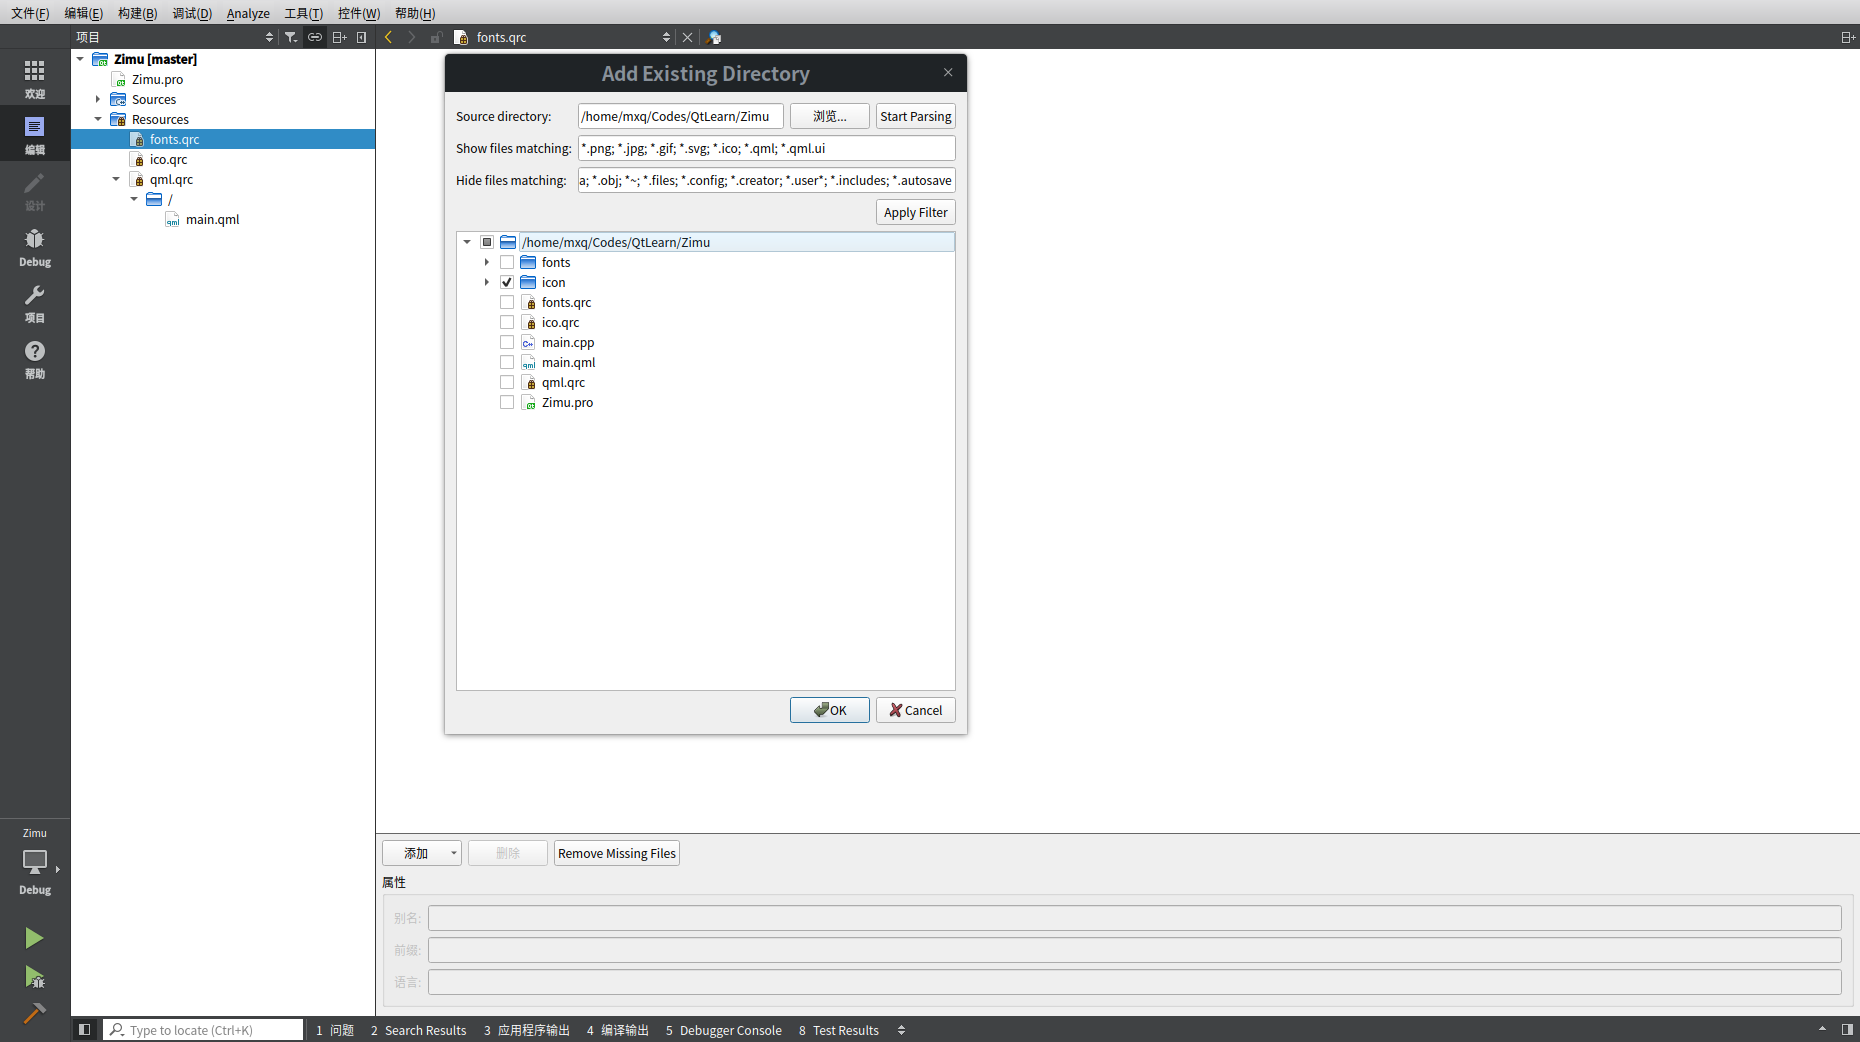 文件(F) 编辑(E) 构建(B) 调试(D) Analyze 工具(T) 控件(W) 帮助(H)
项目
fonts.qrc
欢迎
编辑
设计
Debug
项目
帮助
Zimu
Debug
Zimu [master]
Zimu.pro
Sources
Resources
fonts.qrc
ico.qrc
qml.qrc
/
main.qml
Add Existing Directory
Source directory: /home/mxq/Codes/QtLearn/Zimu 浏览... Start Parsing
Show files matching: *.png; *.jpg; *.gif; *.svg; *.ico; *.qml; *.qml.ui
Hide files matching: a; *.obj; *~; *.files; *.config; *.creator; *.user*; *.includes; *.autosave
Apply Filter
/home/mxq/Codes/QtLearn/Zimu
fonts
icon
fonts.qrc
ico.qrc
main.cpp
main.qml
qml.qrc
Zimu.pro
OK Cancel
添加 删除 Remove Missing Files
属性
别名:
前缀:
语言:
Type to locate (Ctrl+K) 1 问题 2 Search Results 3 应用程序输出 4 编译输出 5 Debugger Console 8 Test Results